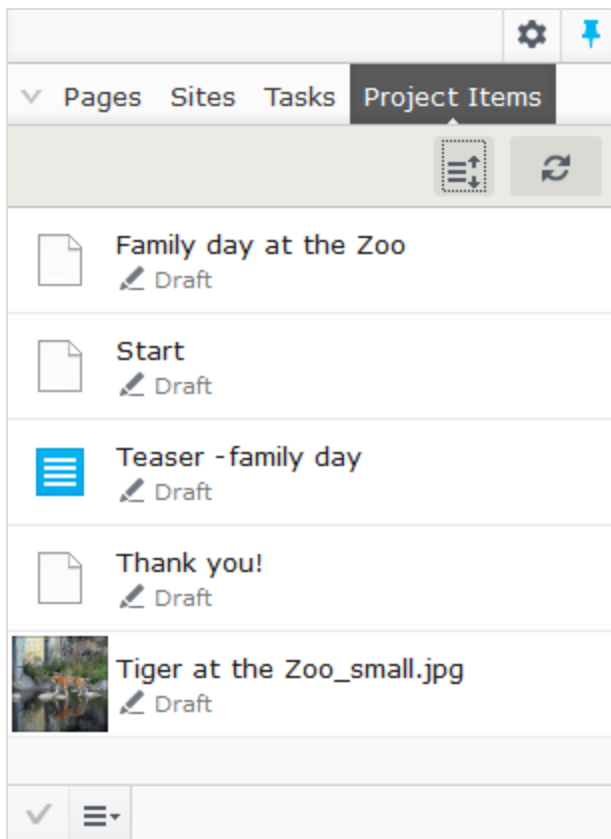 Pages Sites Tasks Project Items
Family day at the Zoo
Draft
Start
Draft
Teaser -family day
Draft
Thank you!
Draft
Tiger at the Zoo_small.jpg
Draft